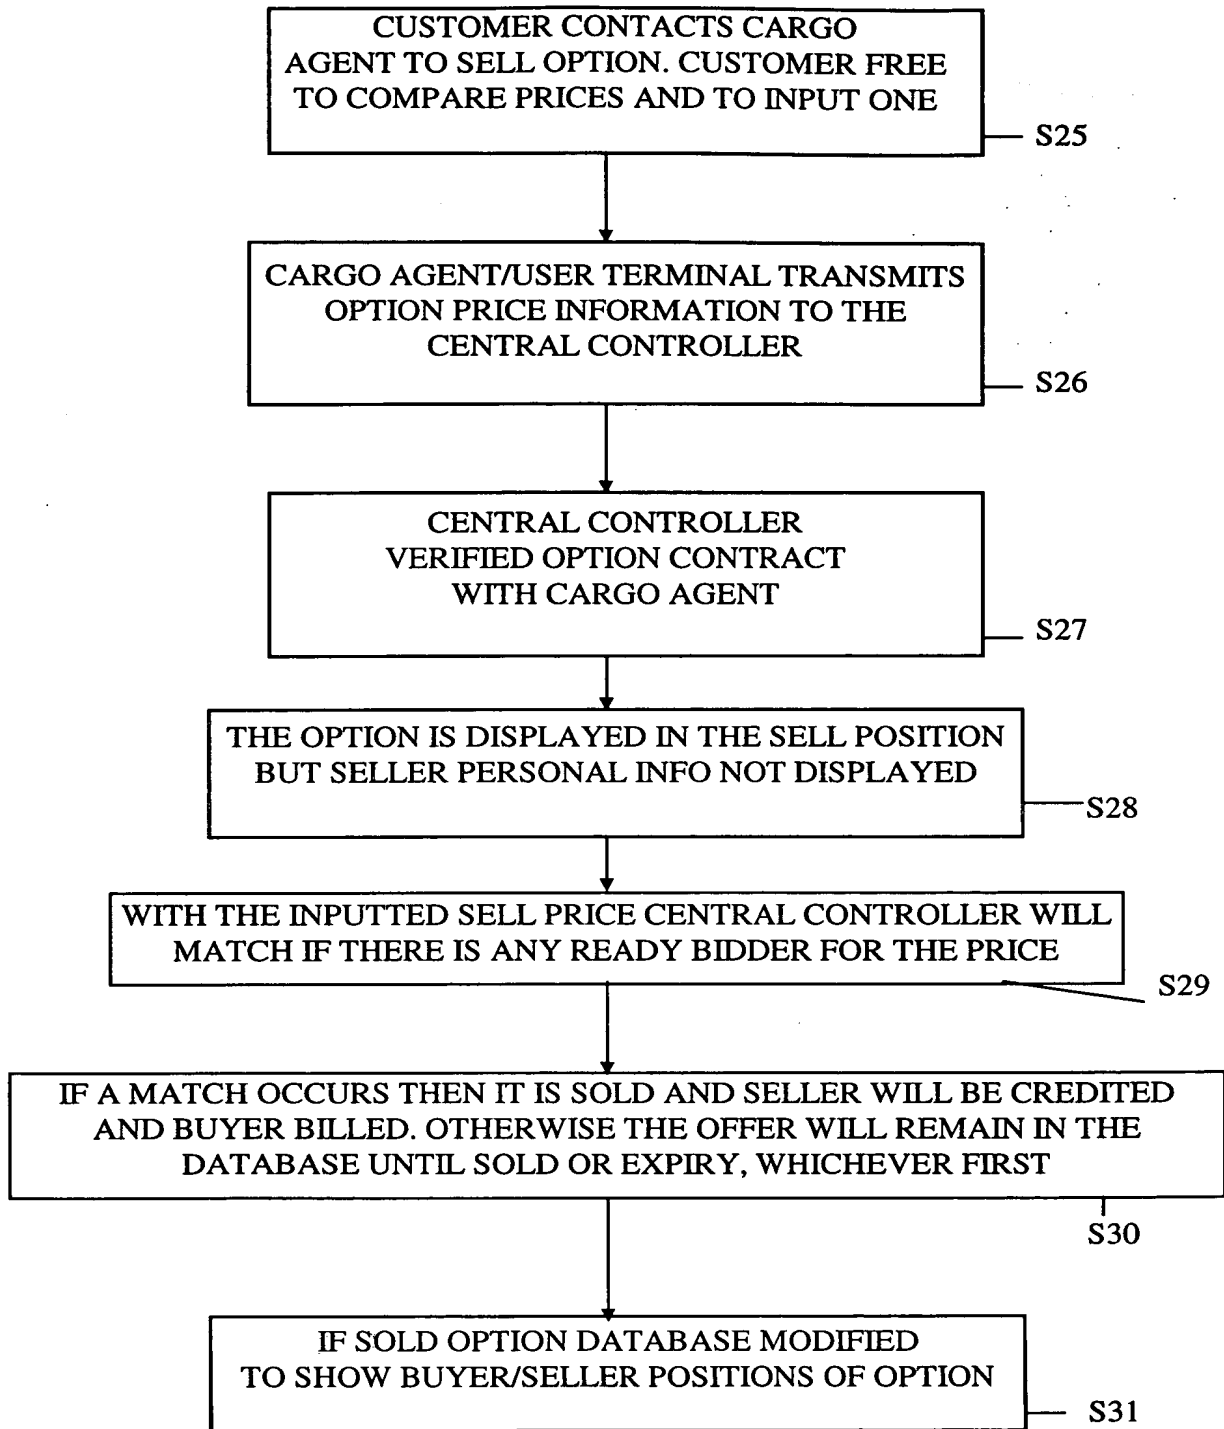 CUSTOMER CONTACTS CARGO
AGENT TO SELL OPTION. CUSTOMER FREE
TO COMPARE PRICES AND TO INPUT ONE
S25
CARGO AGENT/USER TERMINAL TRANSMITS
OPTION PRICE INFORMATION TO THE
CENTRAL CONTROLLER
S26
CENTRAL CONTROLLER
VERIFIED OPTION CONTRACT
WITH CARGO AGENT
S27
THE OPTION IS DISPLAYED IN THE SELL POSITION
BUT SELLER PERSONAL INFO NOT DISPLAYED
S28
WITH THE INPUTTED SELL PRICE CENTRAL CONTROLLER WILL
MATCH IF THERE IS ANY READY BIDDER FOR THE PRICE
S29
IF A MATCH OCCURS THEN IT IS SOLD AND SELLER WILL BE CREDITED
AND BUYER BILLED. OTHERWISE THE OFFER WILL REMAIN IN THE
DATABASE UNTIL SOLD OR EXPIRY, WHICHEVER FIRST
S30
IF SOLD OPTION DATABASE MODIFIED
TO SHOW BUYER/SELLER POSITIONS OF OPTION
S31